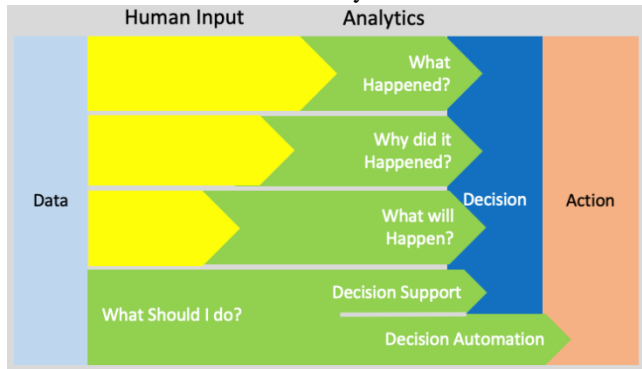 Human Input
Analytics
What
Happened?
Why did it
Happened?
Data
What will
Happen?
Decision
Action
What Should I do?
Decision Support
Decision Automation